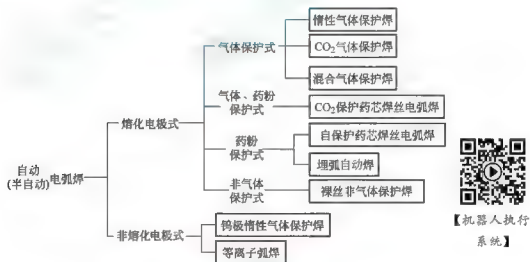 惰性气体保护焊
气体保护式
CO₂气体保护焊
混合气体保护焊
气体、药粉
保护式
CO₂保护药芯焊丝电弧焊
熔化电极式
药粉
保护式
自保护药芯焊丝电弧焊
埋弧自动焊
自动
(半自动)
电弧焊
非气体
保护式
裸丝非气体保护焊
钨极惰性气体保护焊
非熔化电极式
等离子弧焊
【机器人执行
系统】